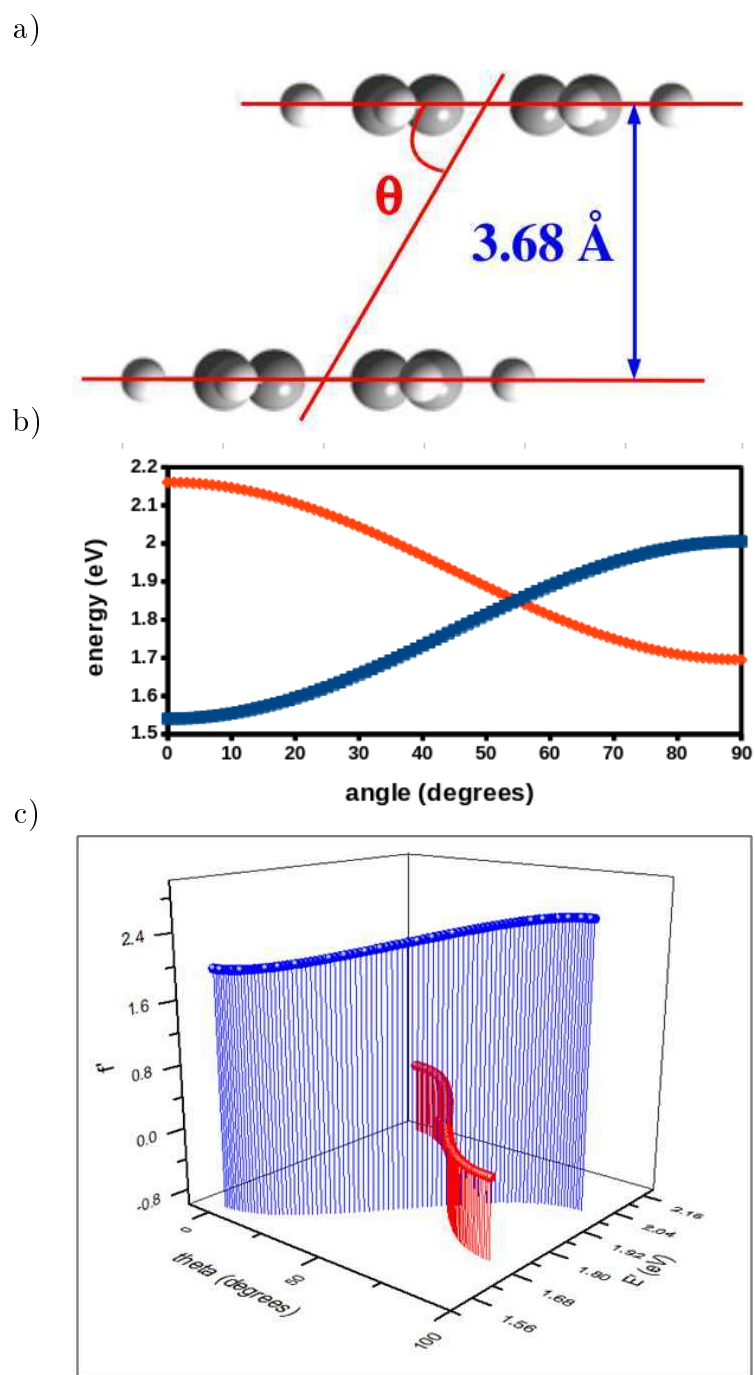 a)
θ
3.68 Å
b)
2.2
2.1
2
1.9
1.8
1.7
1.6
1.5
energy (eV)
0 10 20 30 40 50 60 70 80 90
angle (degrees)
c)
2.4
1.6
0.8
0.0
-0.8
f'
0
50
100
theta (degrees)
2.16
2.04
1.92
1.80
1.68
1.56
E (eV)